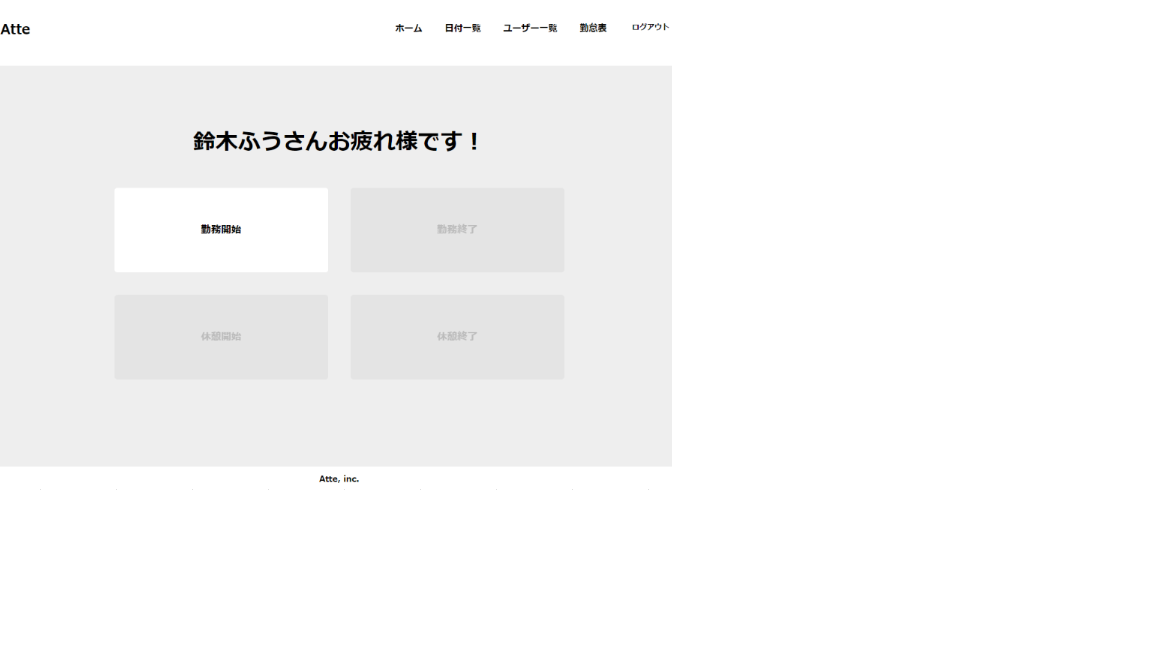 Atte
ホーム 日付一覧 ユーザー一覧 勤怠表 ログアウト
鈴木ふうさんお疲れ様です！
勤務開始 勤務終了
休憩開始 休憩終了
Atte, inc.